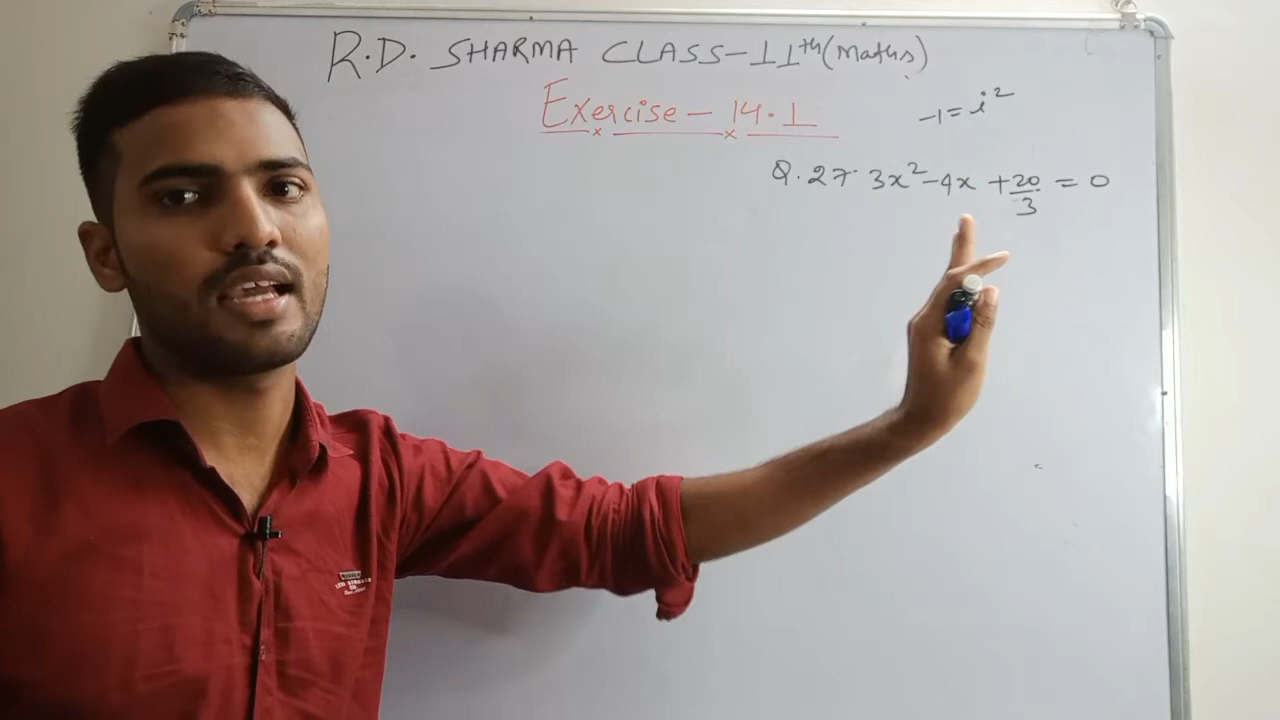 R.D. SHARMA CLASS-11th (Maths)
Exercise - 14.1
-1 = i²
Q. 27. 3x² - 4x + 20/3 = 0